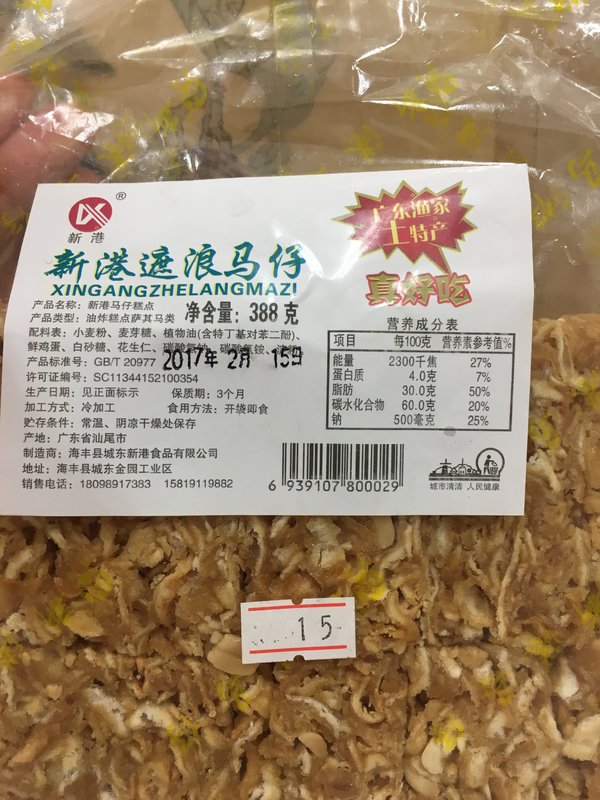 ®
新港
广东渔家
土特产
新港遮浪马仔
XINGANGZHELANGMAZI
真好吃
产品名称：新港马仔糕点
产品类型：油炸糕点萨其马类
净含量：388 克
配料表：小麦粉、麦芽糖、植物油(含特丁基对苯二酚)、
鲜鸡蛋、白砂糖、花生仁、碳酸氢钠、碳酸氢铵、
产品标准号：GB/T 20977
2017年 2月 15日
许可证编号：SC11344152100354
生产日期：见正面标示 保质期：3个月
加工方式：冷加工 食用方法：开袋即食
贮存条件：常温、阴凉干燥处保存
产地：广东省汕尾市
制造商：海丰县城东新港食品有限公司
地址：海丰县城东金园工业区
销售电话：18098917383 15819119882
营养成分表
项目 每100克 营养素参考值%
能量 2300千焦 27%
蛋白质 4.0克 7%
脂肪 30.0克 50%
碳水化合物 60.0克 20%
钠 500毫克 25%
6 939107 800029
城市清洁 人民健康
15